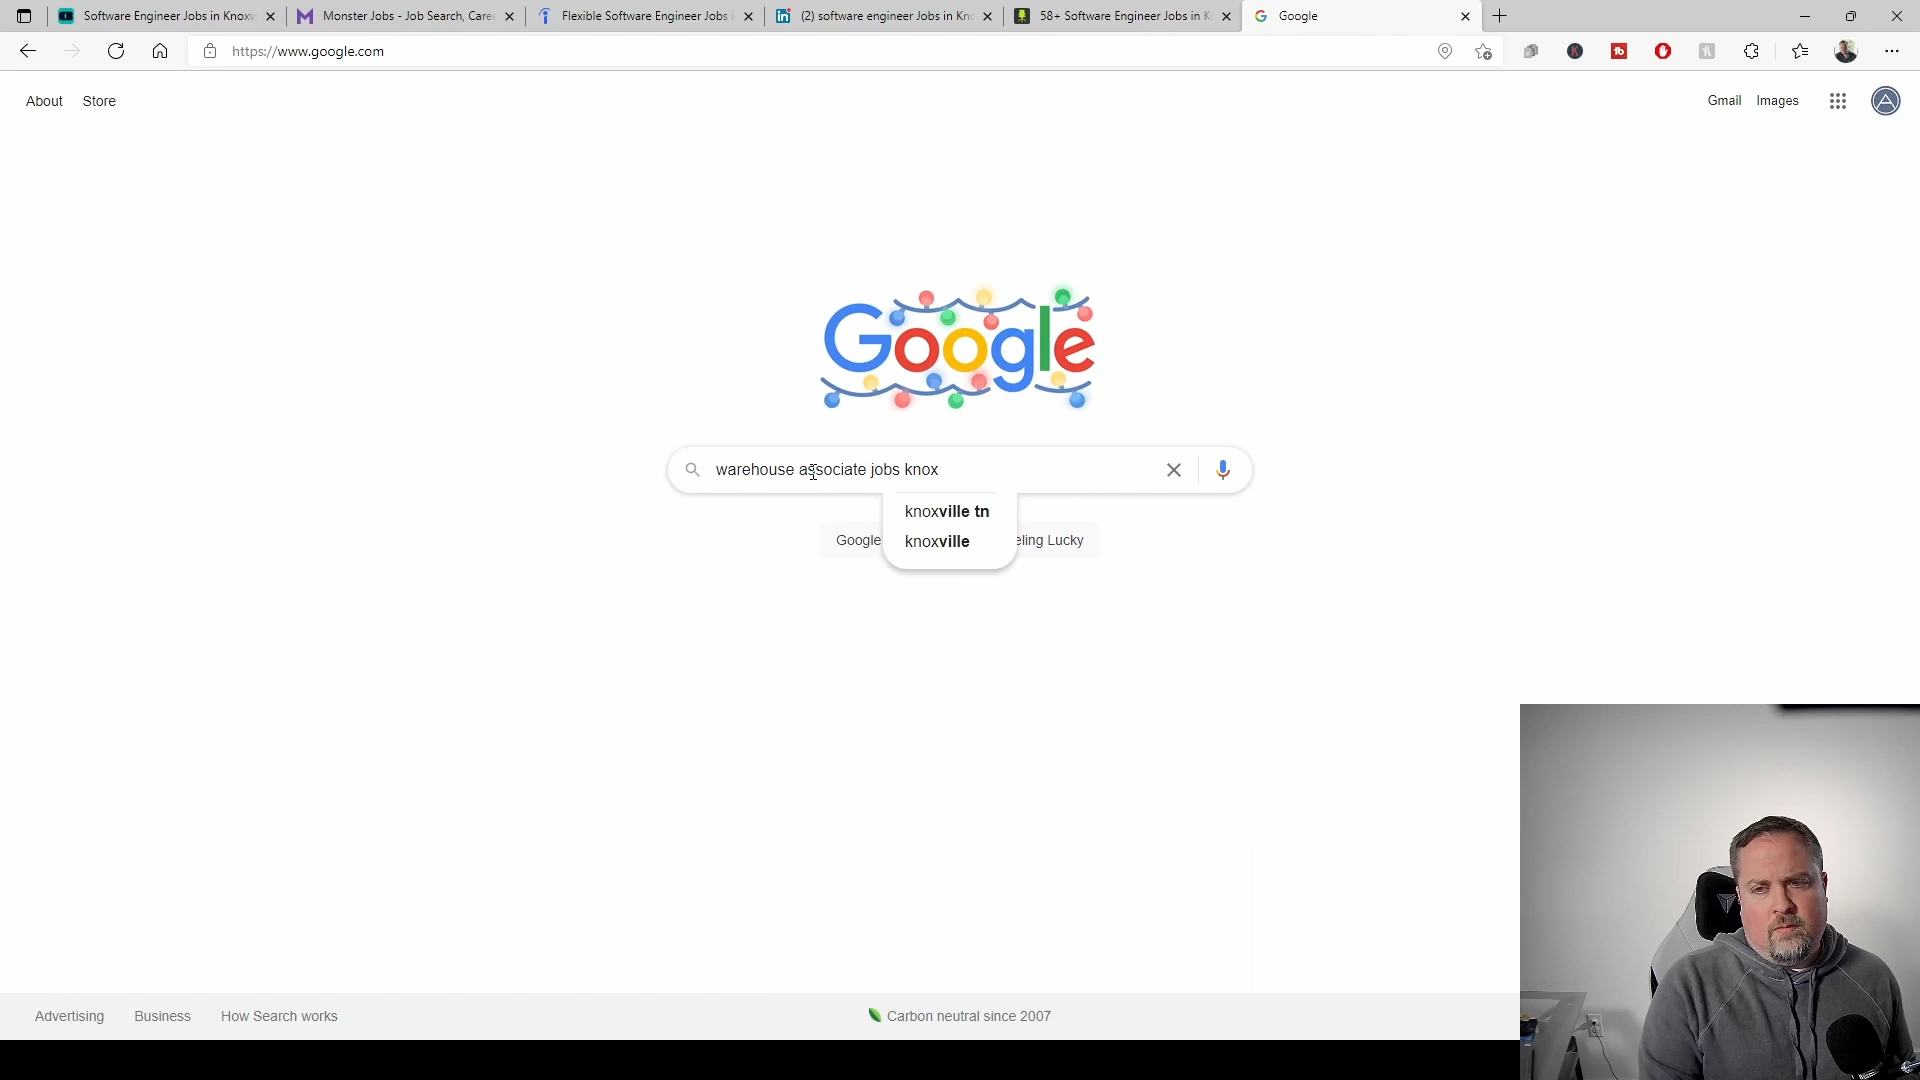 Software Engineer Jobs in Knoxv
Monster Jobs - Job Search, Care
Flexible Software Engineer Jobs i
(2) software engineer Jobs in Kno
58+ Software Engineer Jobs in K
Google
https://www.google.com
About
Store
Gmail
Images
Google
warehouse associate jobs knox
knoxville tn
knoxville
Google
eling Lucky
Advertising
Business
How Search works
Carbon neutral since 2007